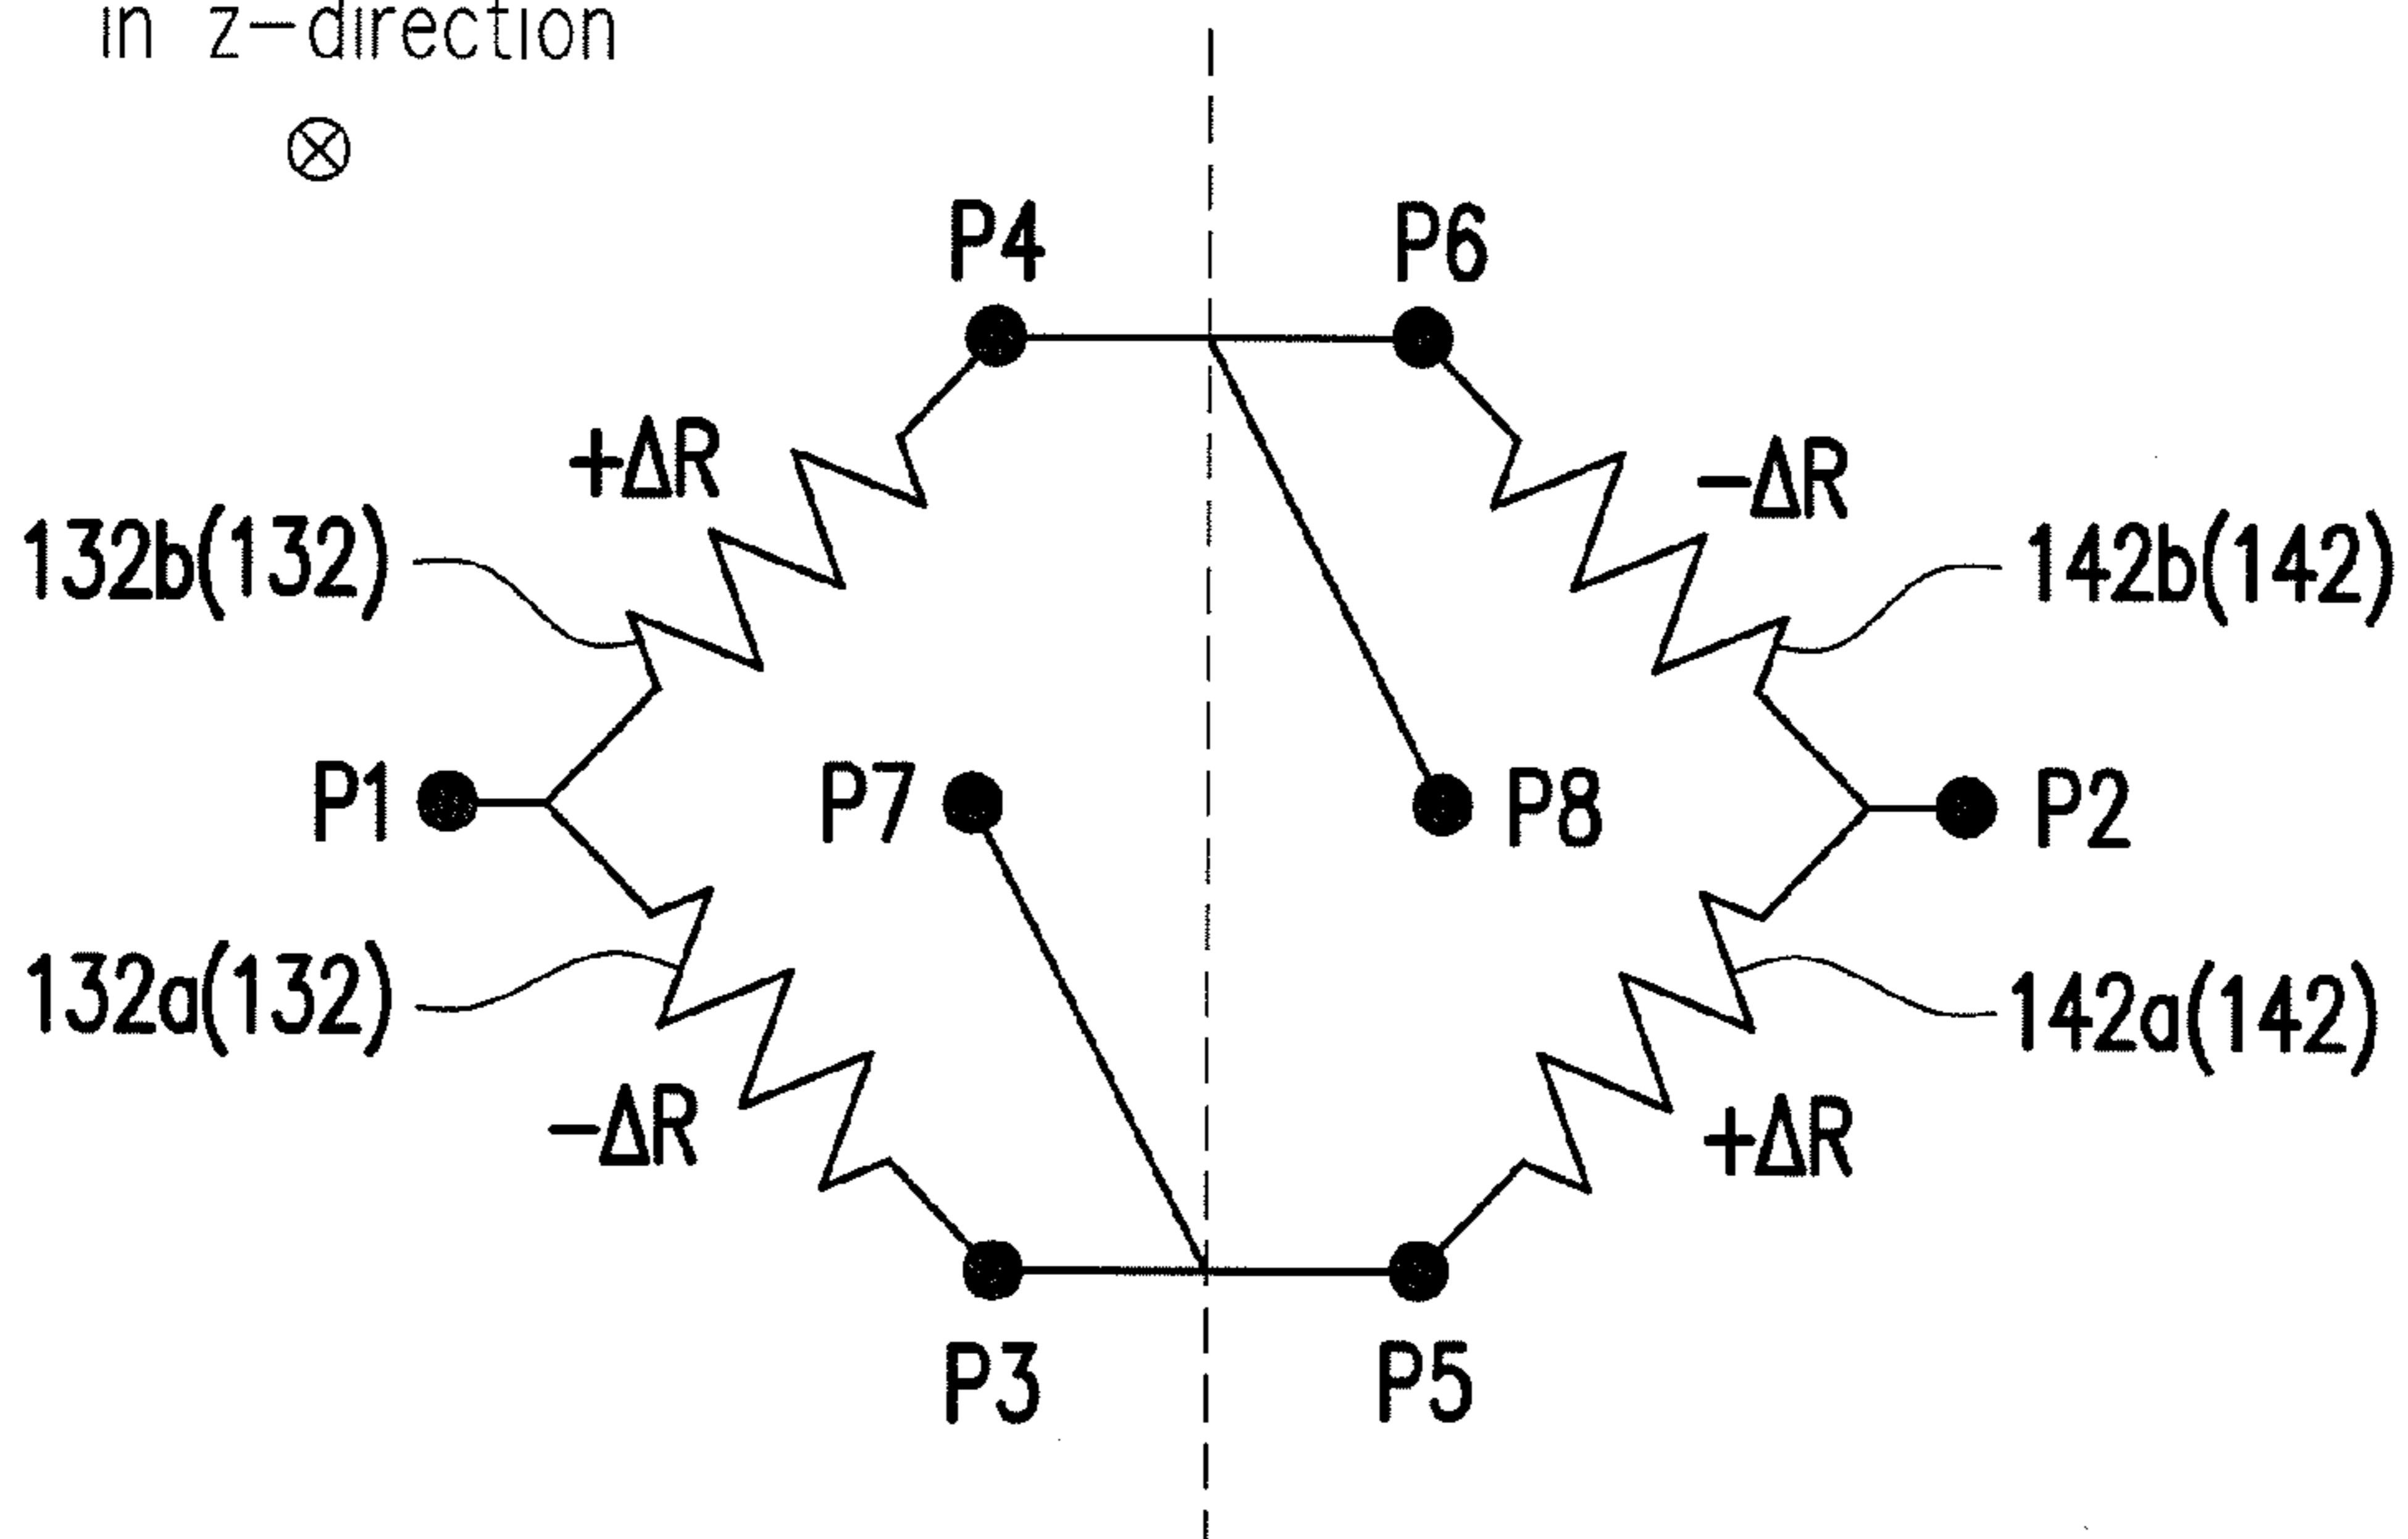 in z-direction
P4 P6
+ΔR -ΔR
132b(132) 142b(142)
P1 P7 P8 P2
132a(132) 142a(142)
-ΔR +ΔR
P3 P5